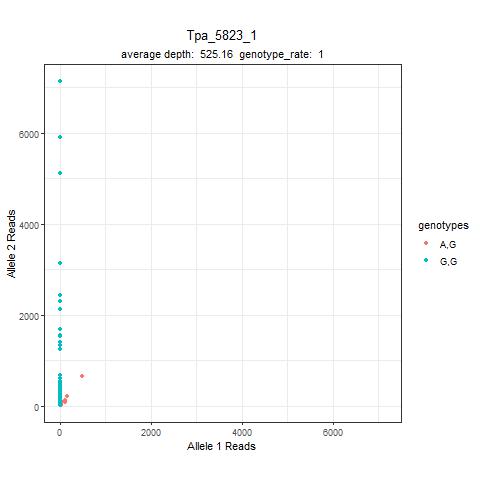 Tpa_5823_1
average depth: 525.16 genotype_rate: 1
Allele 2 Reads
6000
4000
2000
0
0 2000 4000 6000
Allele 1 Reads
genotypes
A,G
G,G